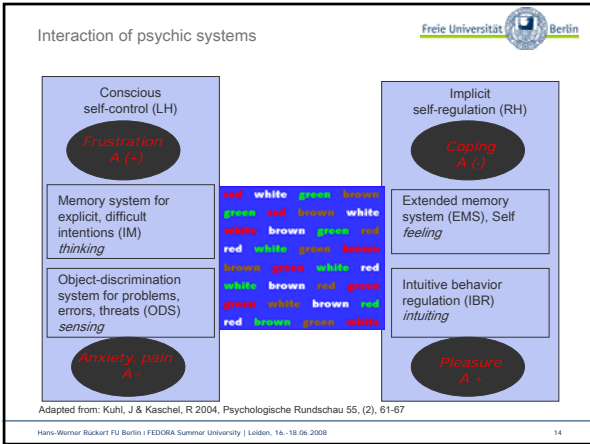 Interaction of psychic systems
Freie Universität Berlin
Conscious
self-control (LH)
Frustration
A (+)
Memory system for
explicit, difficult
intentions (IM)
thinking
Object-discrimination
system for problems,
errors, threats (ODS)
sensing
Anxiety, pain
A -
red white green brown
green red brown white
white brown green red
red white green brown
brown green white red
white brown red green
green white brown red
red brown green white
Implicit
self-regulation (RH)
Coping
A (-)
Extended memory
system (EMS), Self
feeling
Intuitive behavior
regulation (IBR)
intuiting
Pleasure
A +
Adapted from: Kuhl, J & Kaschel, R 2004, Psychologische Rundschau 55, (2), 61-67
Hans-Werner Rückert FU Berlin I FEDORA Summer University | Leiden, 16.-18.06.2008
14